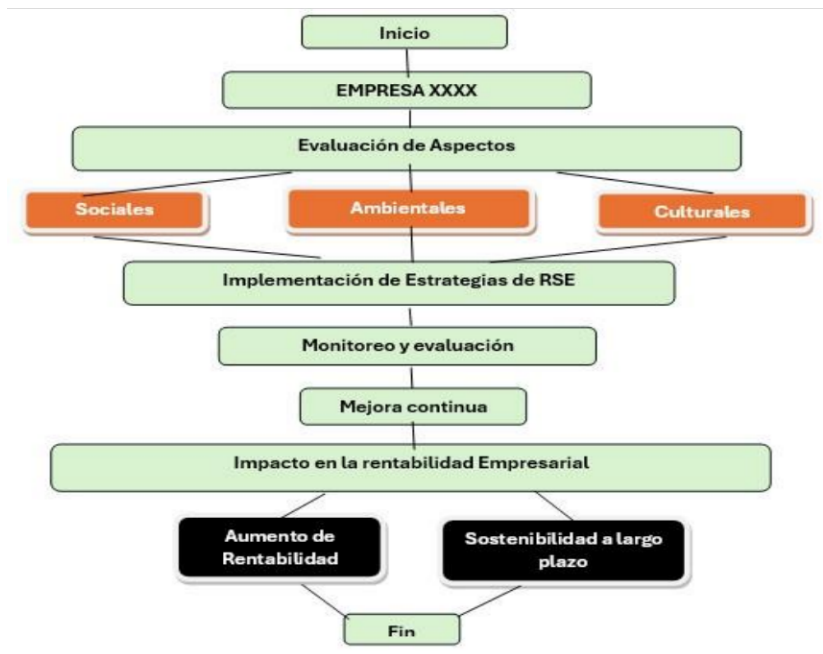 Inicio
EMPRESA XXXX
Evaluación de Aspectos
Sociales
Ambientales
Culturales
Implementación de Estrategias de RSE
Monitoreo y evaluación
Mejora continua
Impacto en la rentabilidad Empresarial
Aumento de
Rentabilidad
Sostenibilidad a largo
plazo
Fin